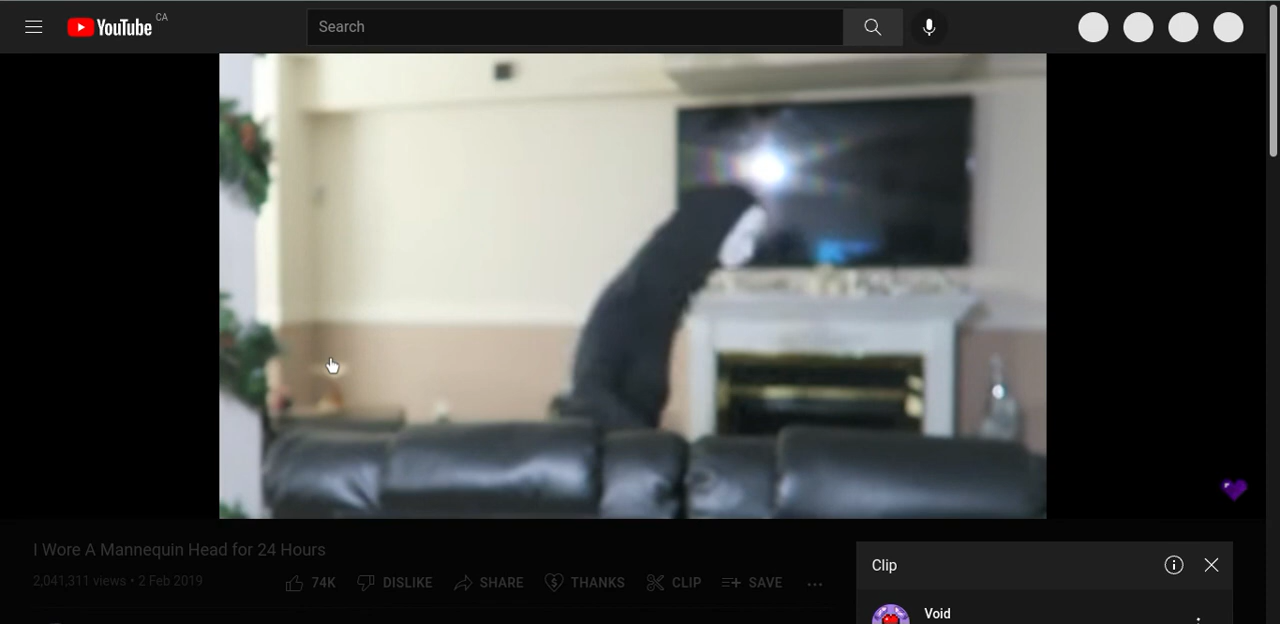 YouTube CA
Search
I Wore A Mannequin Head for 24 Hours
2,041,311 views • 2 Feb 2019
74K DISLIKE SHARE THANKS CLIP SAVE
Clip
Void